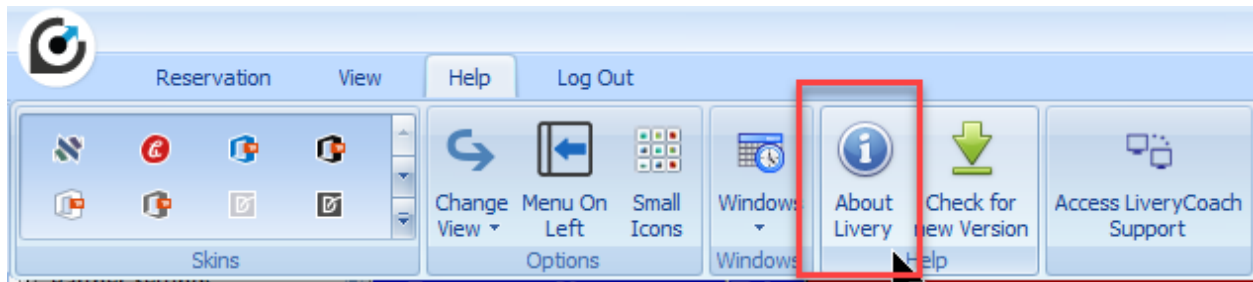 Reservation View Help Log Out
Change View Menu On Left Small Icons Windows About Livery Check for new Version Access LiveryCoach Support
Skins Options Windows Help